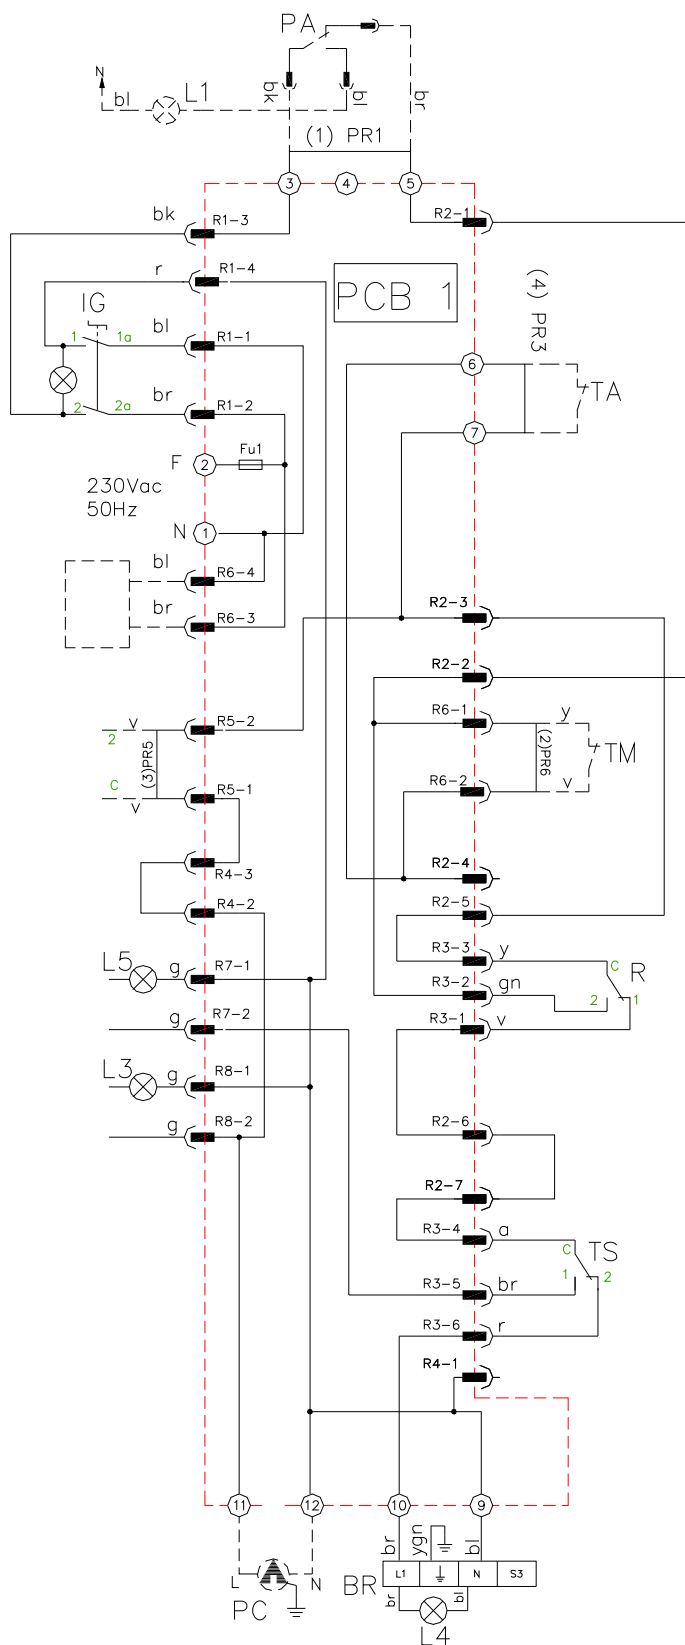 PA
N
bl
L1
bk
bl
br
(1) PR1
3
4
5
bk
R1-3
R2-1
r
R1-4
PCB 1
(4) PR3
IG
1
1a
bl
R1-1
6
TA
2
2a
br
R1-2
7
F
2
Fu1
230Vac
50Hz
N
1
bl
R6-4
br
R6-3
R2-3
R2-2
v
R5-2
R6-1
y
2
(3)PR5
(2)PR6
TM
C
v
R5-1
R6-2
v
R4-3
R2-4
R4-2
R2-5
L5
g
R7-1
R3-3
y
C
R
R3-2
gn
2
1
g
R7-2
R3-1
v
L3
g
R8-1
g
R8-2
R2-6
R2-7
R3-4
a
C
TS
1
2
R3-5
br
R3-6
r
R4-1
11
12
10
9
br
ygn
bl
L
N
PC
BR
L1
N
S3
br
bl
L4